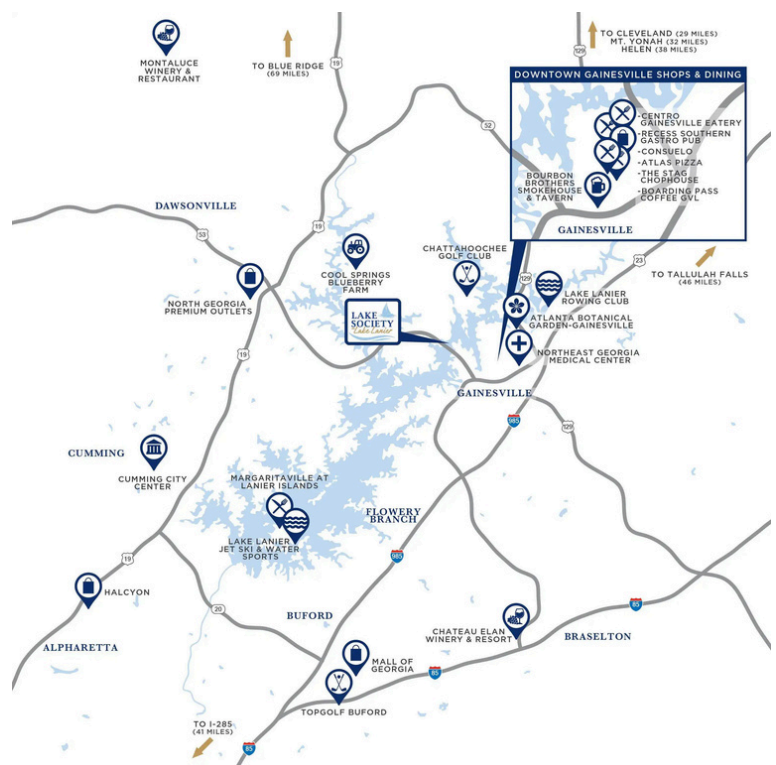 MONTALUCE
WINERY &
RESTAURANT
TO BLUE RIDGE
(69 MILES)
19
129
TO CLEVELAND (29 MILES)
MT. YONAH (32 MILES)
HELEN (38 MILES)
DOWNTOWN GAINESVILLE SHOPS & DINING
-CENTRO
GAINESVILLE EATERY
-RECESS SOUTHERN
GASTRO PUB
-CONSUELO
-ATLAS PIZZA
-THE STAG
CHOPHOUSE
-BOARDING PASS
COFFEE GVL
BOURBON
BROTHERS
SMOKEHOUSE
& TAVERN
GAINESVILLE
52
DAWSONVILLE
53
19
COOL SPRINGS
BLUEBERRY
FARM
CHATTAHOOCHEE
GOLF CLUB
129
23
TO TALLULAH FALLS
(46 MILES)
NORTH GEORGIA
PREMIUM OUTLETS
LAKE
SOCIETY
Lake Lanier
LAKE LANIER
ROWING CLUB
ATLANTA BOTANICAL
GARDEN-GAINESVILLE
NORTHEAST GEORGIA
MEDICAL CENTER
19
GAINESVILLE
985
129
CUMMING
CUMMING CITY
CENTER
MARGARITAVILLE AT
LANIER ISLANDS
FLOWERY
BRANCH
LAKE LANIER
JET SKI & WATER
SPORTS
19
985
HALCYON
20
85
BUFORD
CHATEAU ELAN
WINERY & RESORT
BRASELTON
ALPHARETTA
MALL OF
GEORGIA
85
TOPGOLF BUFORD
TO I-285
(41 MILES)
85